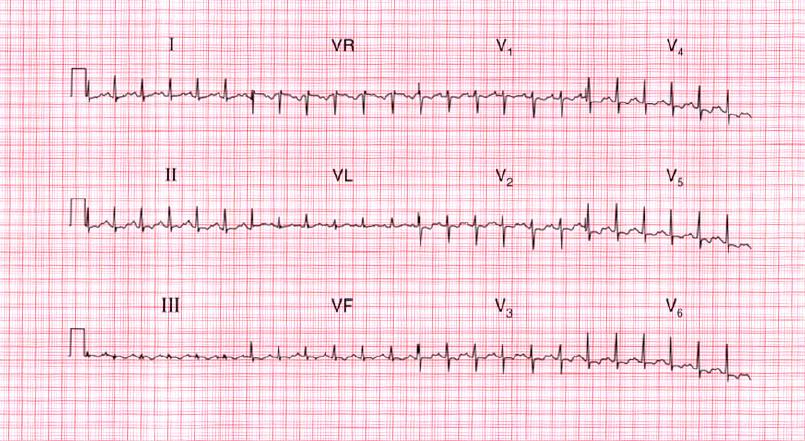 I VR V₁ V₄
II VL V₂ V₅
III VF V₃ V₆